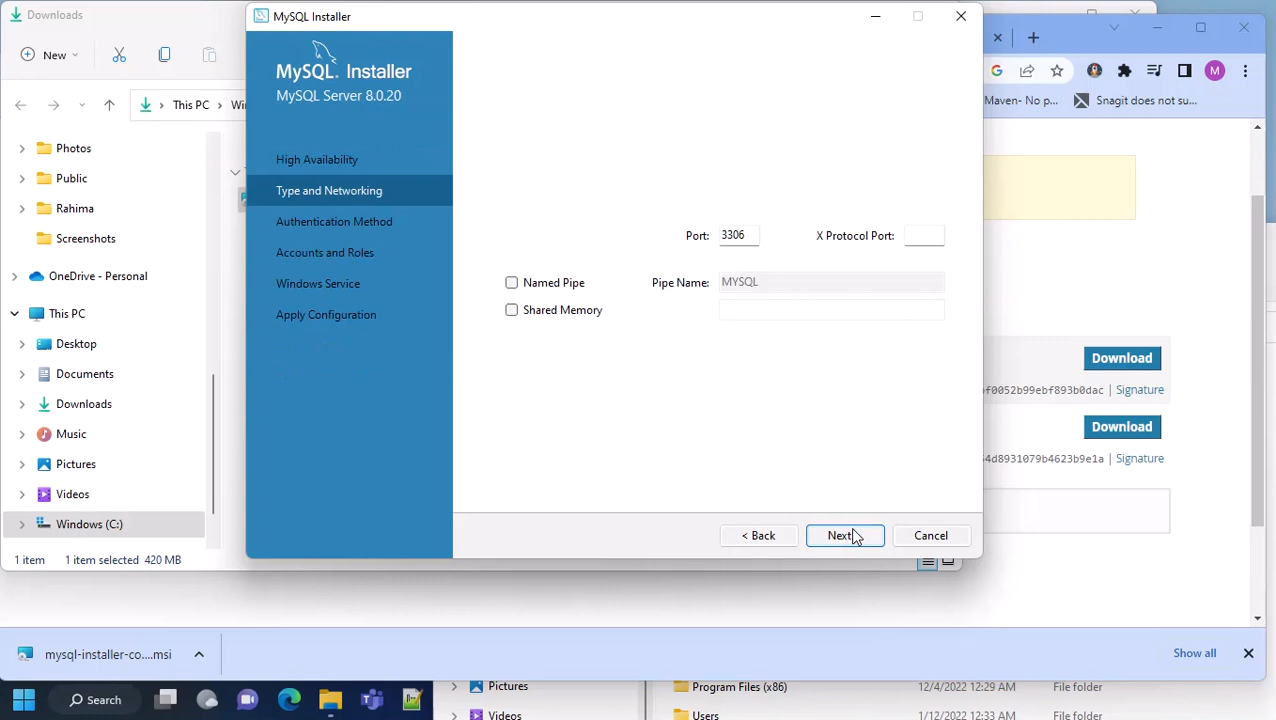 Downloads
New
This PC
Wi
Photos
Public
Rahima
Screenshots
OneDrive - Personal
This PC
Desktop
Documents
Downloads
Music
Pictures
Videos
Windows (C:)
1 item
1 item selected 420 MB
MySQL Installer
MySQL® Installer
MySQL Server 8.0.20
High Availability
Type and Networking
Authentication Method
Accounts and Roles
Windows Service
Apply Configuration
Port: 3306
X Protocol Port:
Named Pipe
Pipe Name: MYSQL
Shared Memory
< Back
Next
Cancel
M
Maven- No p...
Snagit does not su...
Download
f0052b99ebf893b0dac | Signature
Download
54d8931079b4623b9e1a | Signature
mysql-installer-co....msi
Show all
Search
Pictures
Videos
Program Files (x86) 12/4/2022 12:29 AM File folder
Users 1/12/2022 12:33 AM File folder